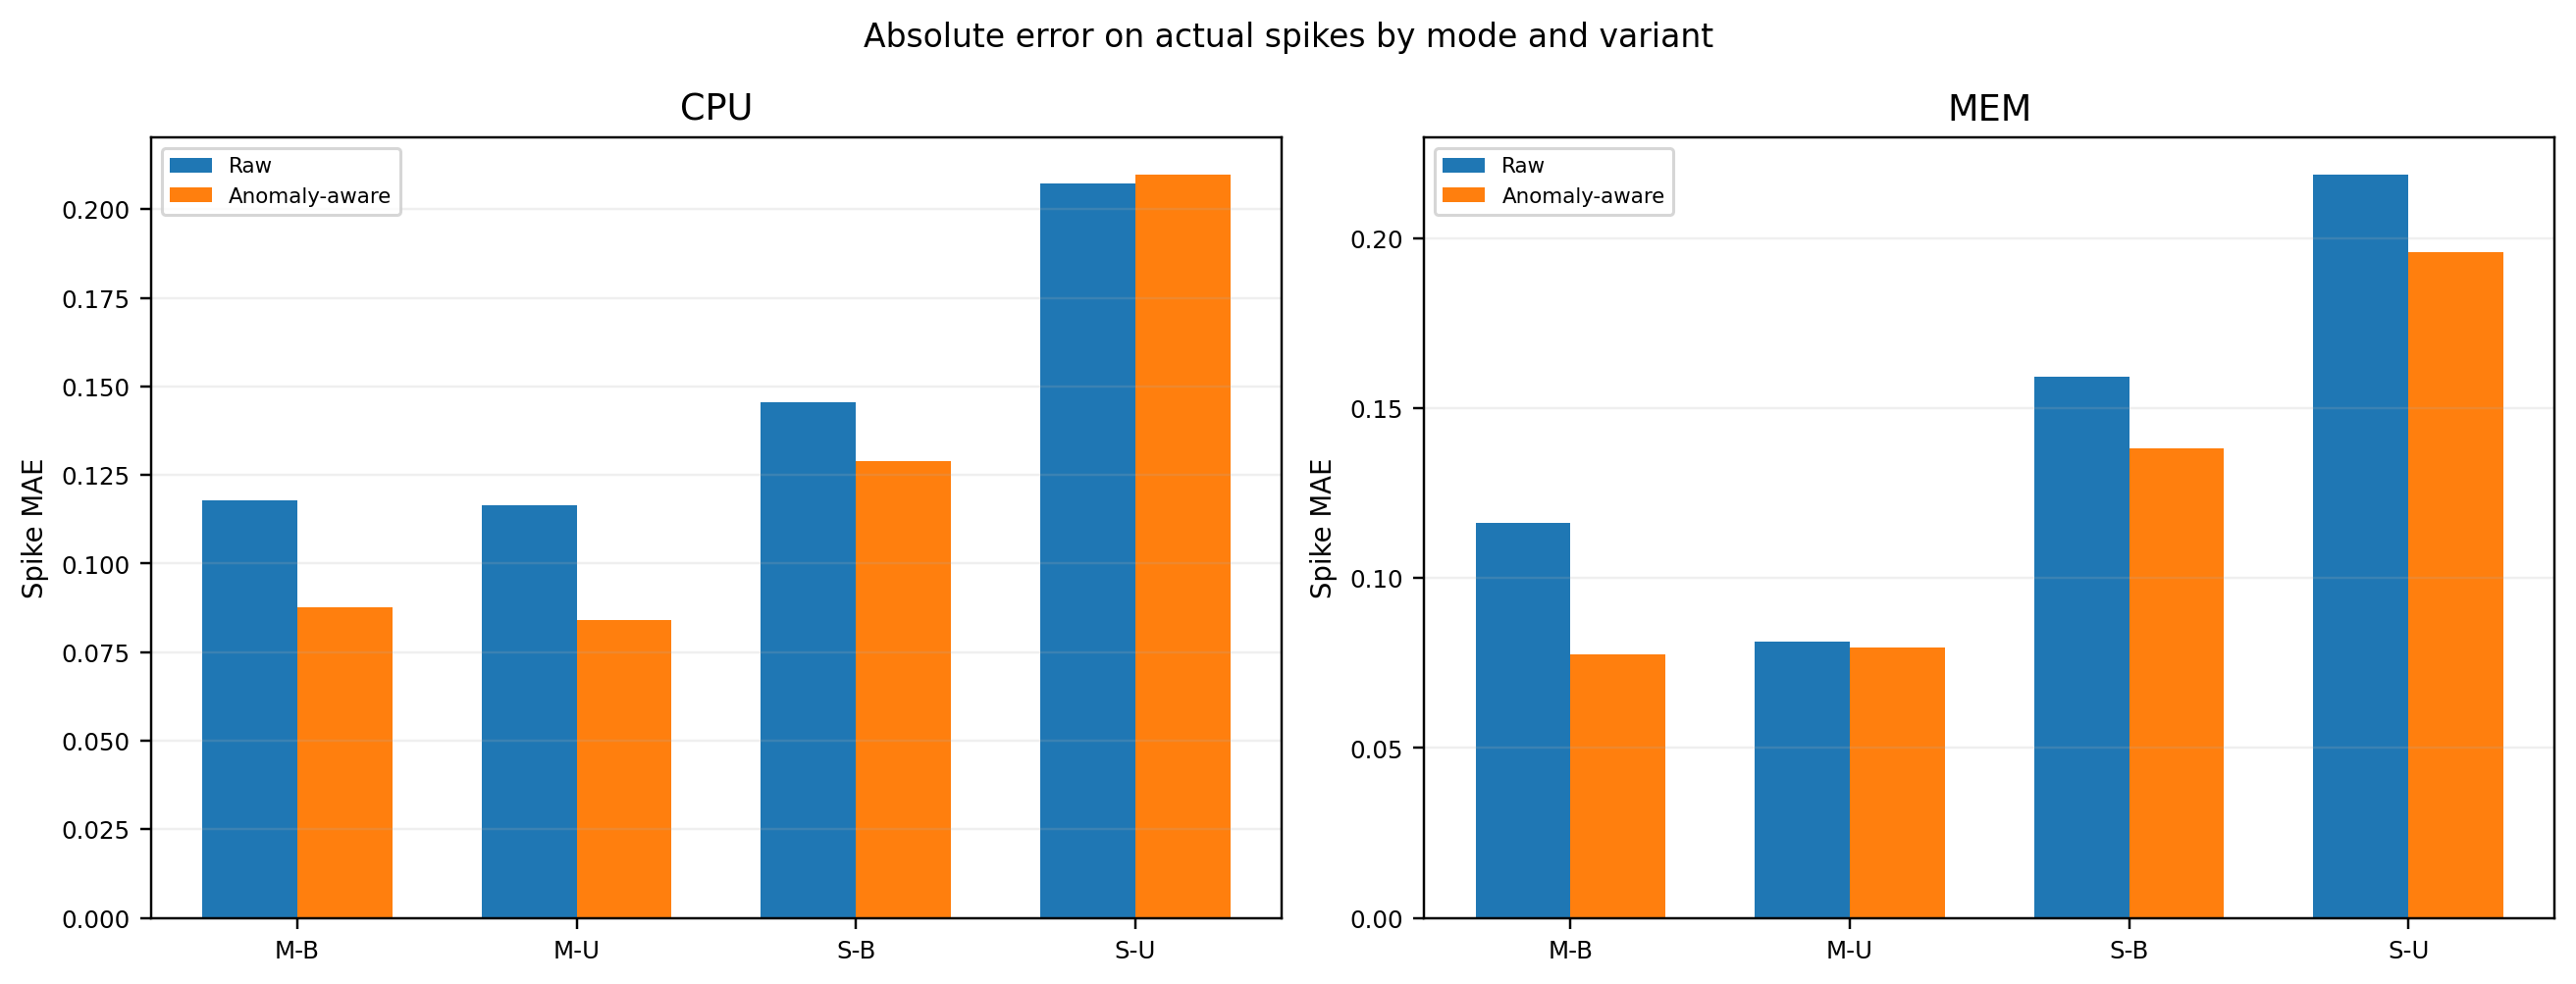 Absolute error on actual spikes by mode and variant
CPU
Raw
Anomaly-aware
Spike MAE
0.200
0.175
0.150
0.125
0.100
0.075
0.050
0.025
0.000
M-B
M-U
S-B
S-U
MEM
Raw
Anomaly-aware
Spike MAE
0.20
0.15
0.10
0.05
0.00
M-B
M-U
S-B
S-U